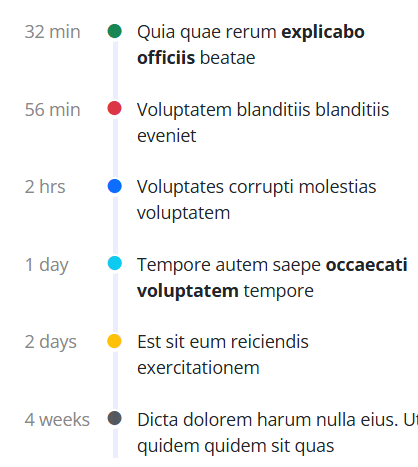 32 min Quia quae rerum explicabo
officiis beatae
56 min Voluptatem blanditiis blanditiis
eveniet
2 hrs Voluptates corrupti molestias
voluptatem
1 day Tempore autem saepe occaecati
voluptatem tempore
2 days Est sit eum reiciendis
exercitationem
4 weeks Dicta dolorem harum nulla eius. Ut
quidem quidem sit quas